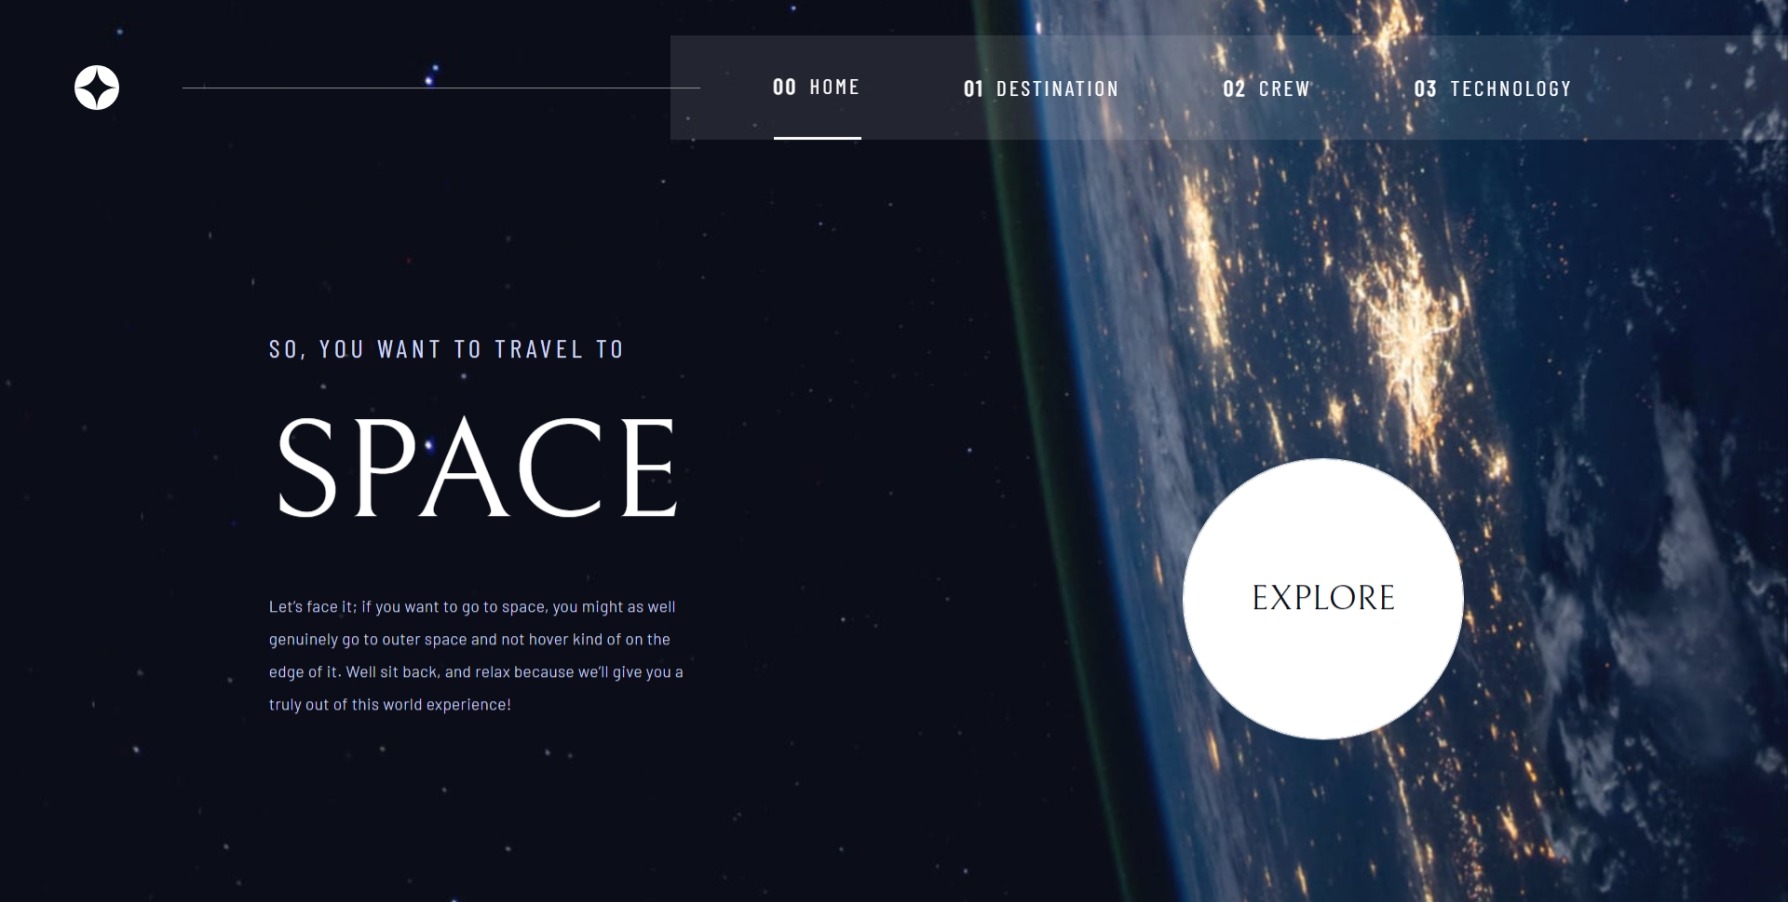 00 HOME 01 DESTINATION 02 CREW 03 TECHNOLOGY
SO, YOU WANT TO TRAVEL TO
SPACE
Let’s face it; if you want to go to space, you might as well
genuinely go to outer space and not hover kind of on the
edge of it. Well sit back, and relax because we’ll give you a
truly out of this world experience!
EXPLORE